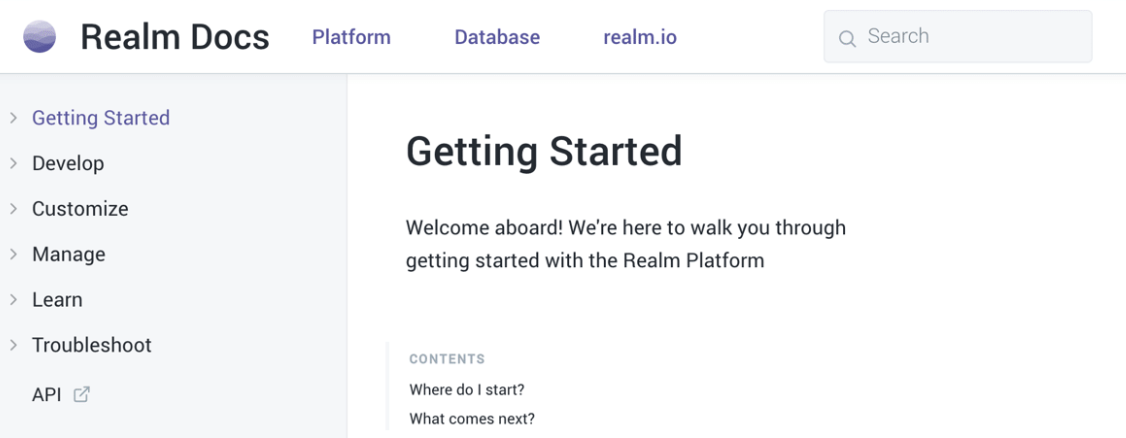 Realm Docs
Platform
Database
realm.io
Search
Getting Started
Develop
Customize
Manage
Learn
Troubleshoot
API
Getting Started
Welcome aboard! We're here to walk you through
getting started with the Realm Platform
CONTENTS
Where do I start?
What comes next?